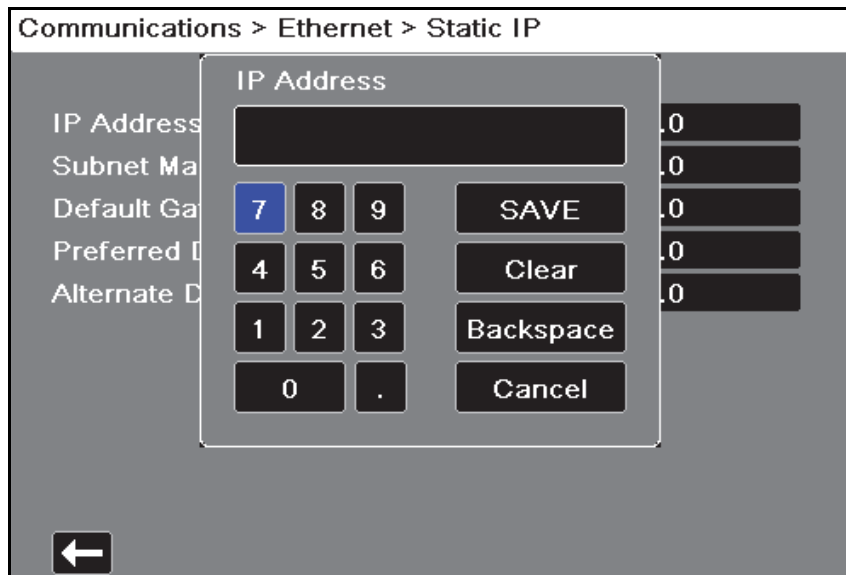 Communications > Ethernet > Static IP
IP Address
IP Address .0
Subnet Ma .0
Default Ga 7 8 9 SAVE .0
Preferred .0
4 5 6 Clear
Alternate .0
1 2 3 Backspace
0 . Cancel